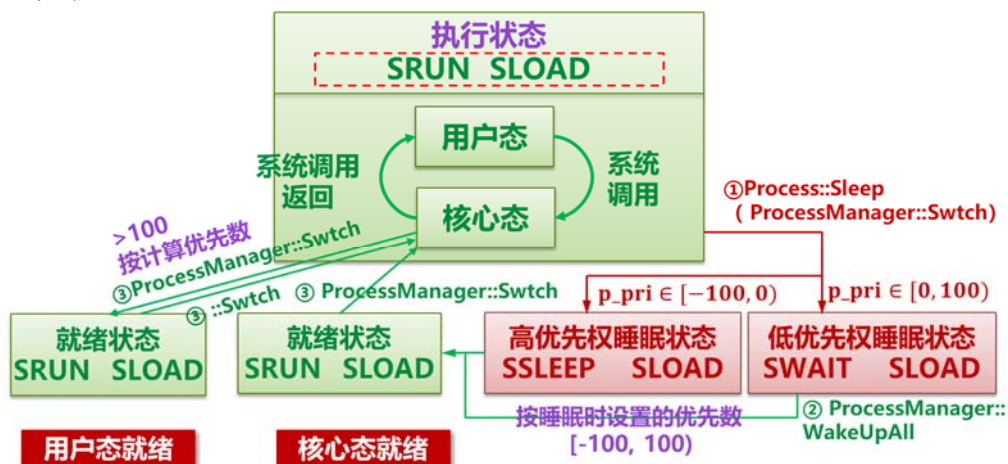 执行状态
SRUN SLOAD
用户态
系统调用
返回
系统
调用
核心态
①Process::Sleep
( ProcessManager::Swtch)
>100
按计算优先数
③ProcessManager::Swtch
③ ::Swtch
③ ProcessManager::Swtch
p_pri ∈ [−100, 0)
p_pri ∈ [0, 100)
就绪状态
SRUN SLOAD
就绪状态
SRUN SLOAD
高优先权睡眠状态
SSLEEP SLOAD
低优先权睡眠状态
SWAIT SLOAD
按睡眠时设置的优先数
[-100, 100)
② ProcessManager::
WakeUpAll
用户态就绪
核心态就绪